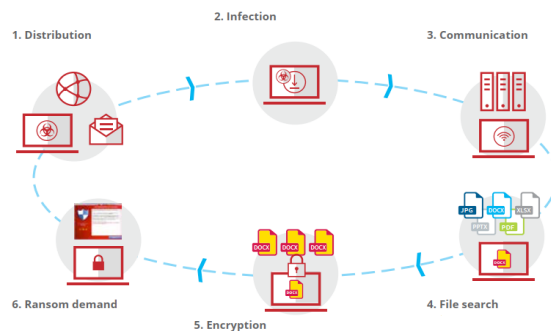 2. Infection
1. Distribution
3. Communication
JPG
DOCX
XLSX
PPTX
PDF
DOCX
DOCX
DOCX
DOCX
DOCX
6. Ransom demand
4. File search
5. Encryption